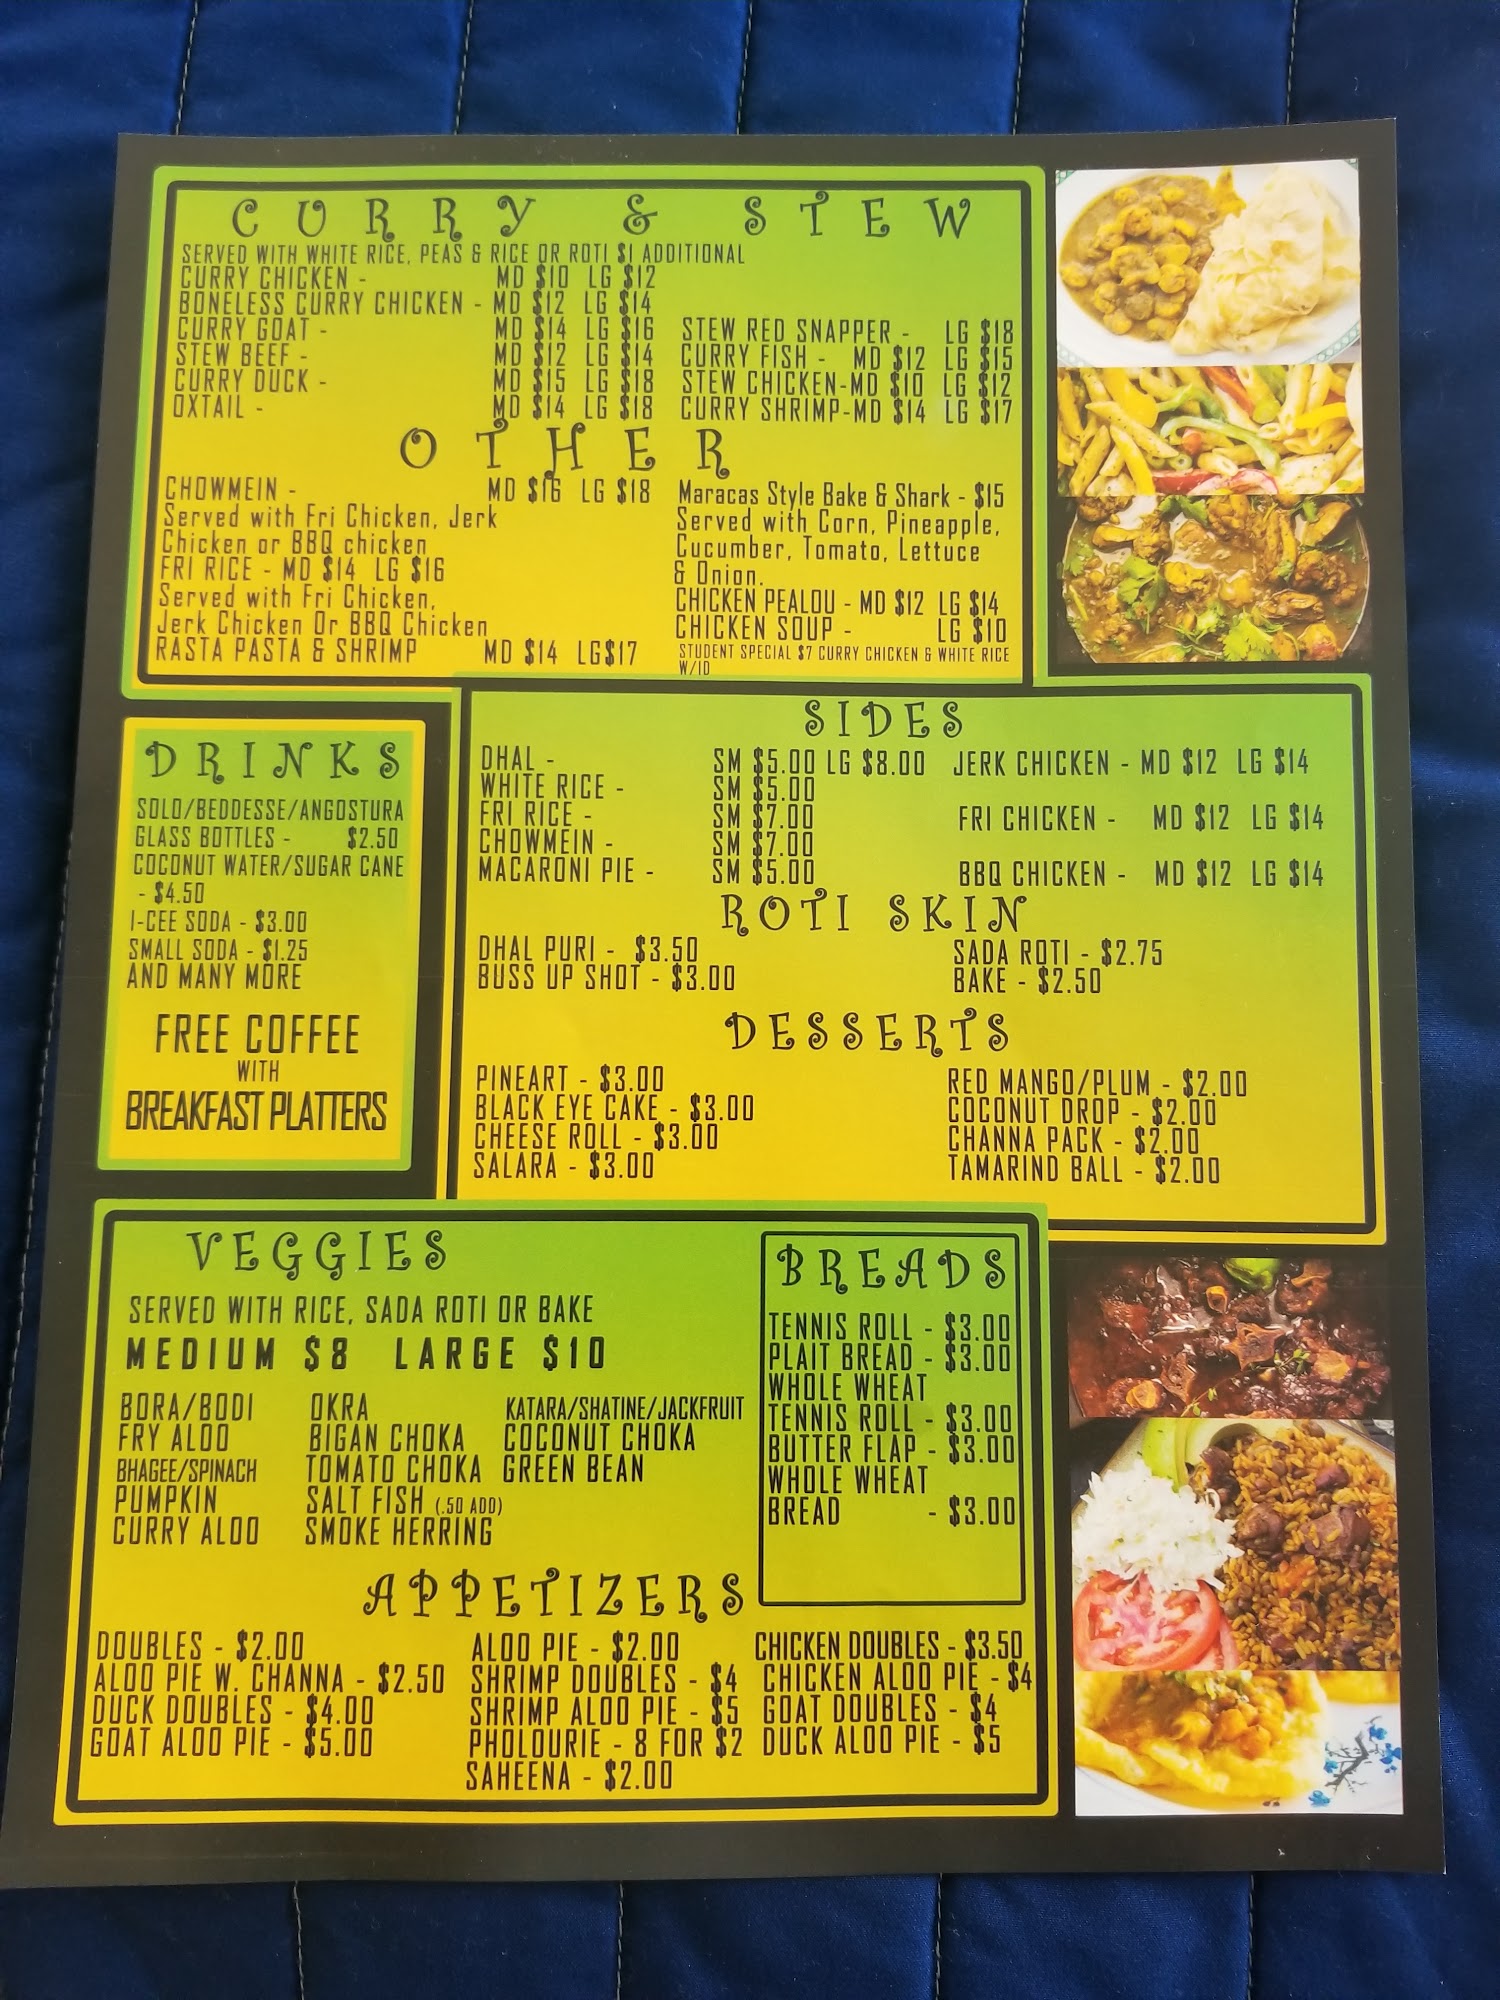 CURRY & STEW
SERVED WITH WHITE RICE, PEAS & RICE OR ROTI $1 ADDITIONAL
CURRY CHICKEN - MD $10 LG $12
BONELESS CURRY CHICKEN - MD $12 LG $14
CURRY GOAT - MD $14 LG $16
STEW BEEF - MD $12 LG $14
CURRY DUCK - MD $15 LG $18
OXTAIL - MD $14 LG $18
STEW RED SNAPPER - LG $18
CURRY FISH - MD $12 LG $15
STEW CHICKEN-MD $10 LG $12
CURRY SHRIMP-MD $14 LG $17
OTHER
CHOWMEIN - MD $16 LG $18
Served with Fri Chicken, Jerk
Chicken or BBQ chicken
FRI RICE - MD $14 LG $16
Served with Fri Chicken,
Jerk Chicken Or BBQ Chicken
RASTA PASTA & SHRIMP MD $14 LG$17
Maracas Style Bake & Shark - $15
Served with Corn, Pineapple,
Cucumber, Tomato, Lettuce
& Onion.
CHICKEN PEALOU - MD $12 LG $14
CHICKEN SOUP - LG $10
STUDENT SPECIAL $7 CURRY CHICKEN & WHITE RICE
W/ID
DRINKS
SOLO/BEDDESSE/ANGOSTURA
GLASS BOTTLES - $2.50
COCONUT WATER/SUGAR CANE
- $4.50
I-CEE SODA - $3.00
SMALL SODA - $1.25
AND MANY MORE
FREE COFFEE
WITH
BREAKFAST PLATTERS
SIDES
DHAL - SM $5.00 LG $8.00
WHITE RICE - SM $5.00
FRI RICE - SM $7.00
CHOWMEIN - SM $7.00
MACARONI PIE - SM $5.00
JERK CHICKEN - MD $12 LG $14
FRI CHICKEN - MD $12 LG $14
BBQ CHICKEN - MD $12 LG $14
ROTI SKIN
DHAL PURI - $3.50
BUSS UP SHOT - $3.00
SADA ROTI - $2.75
BAKE - $2.50
DESSERTS
PINEART - $3.00
BLACK EYE CAKE - $3.00
CHEESE ROLL - $3.00
SALARA - $3.00
RED MANGO/PLUM - $2.00
COCONUT DROP - $2.00
CHANNA PACK - $2.00
TAMARIND BALL - $2.00
VEGGIES
SERVED WITH RICE, SADA ROTI OR BAKE
MEDIUM $8 LARGE $10
BORA/BODI
FRY ALOO
BHAGEE/SPINACH
PUMPKIN
CURRY ALOO
OKRA
BIGAN CHOKA
TOMATO CHOKA
SALT FISH (.50 ADD)
SMOKE HERRING
KATARA/SHATINE/JACKFRUIT
COCONUT CHOKA
GREEN BEAN
BREADS
TENNIS ROLL - $3.00
PLAIT BREAD - $3.00
WHOLE WHEAT
TENNIS ROLL - $3.00
BUTTER FLAP - $3.00
WHOLE WHEAT
BREAD - $3.00
APPETIZERS
DOUBLES - $2.00
ALOO PIE W. CHANNA - $2.50
DUCK DOUBLES - $4.00
GOAT ALOO PIE - $5.00
ALOO PIE - $2.00
SHRIMP DOUBLES - $4
SHRIMP ALOO PIE - $5
PHOLOURIE - 8 FOR $2
SAHEENA - $2.00
CHICKEN DOUBLES - $3.50
CHICKEN ALOO PIE - $4
GOAT DOUBLES - $4
DUCK ALOO PIE - $5